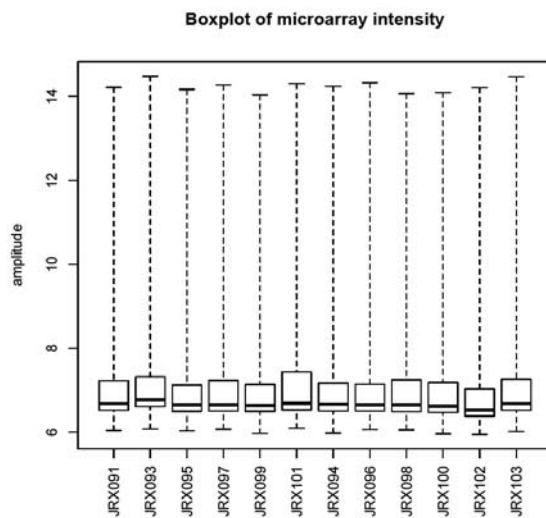 Boxplot of microarray intensity
14
12
10
8
6
amplitude
JRX091
JRX093
JRX095
JRX097
JRX099
JRX101
JRX094
JRX096
JRX098
JRX100
JRX102
JRX103